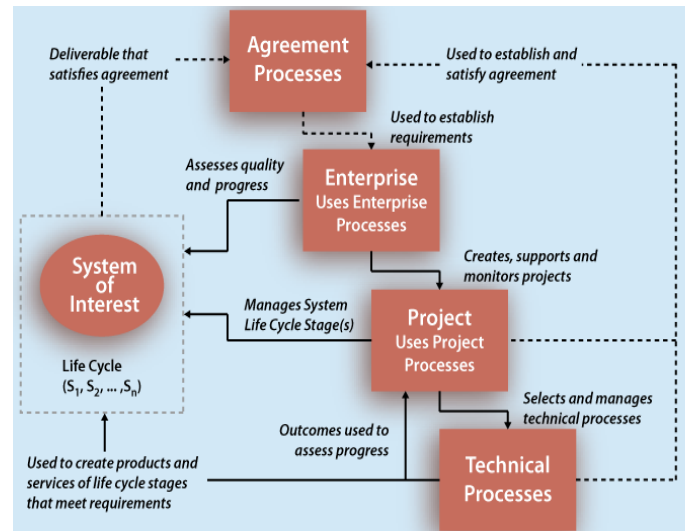 Deliverable that
satisfies agreement
Agreement
Processes
Used to establish and
satisfy agreement
Used to establish
requirements
Assesses quality
and progress
Enterprise
Uses Enterprise
Processes
System
of
Interest
Life Cycle
(S₁, S₂, ... ,Sₙ)
Creates, supports and
monitors projects
Manages System
Life Cycle Stage(s)
Project
Uses Project
Processes
Selects and manages
technical processes
Outcomes used to
assess progress
Used to create products and
services of life cycle stages
that meet requirements
Technical
Processes